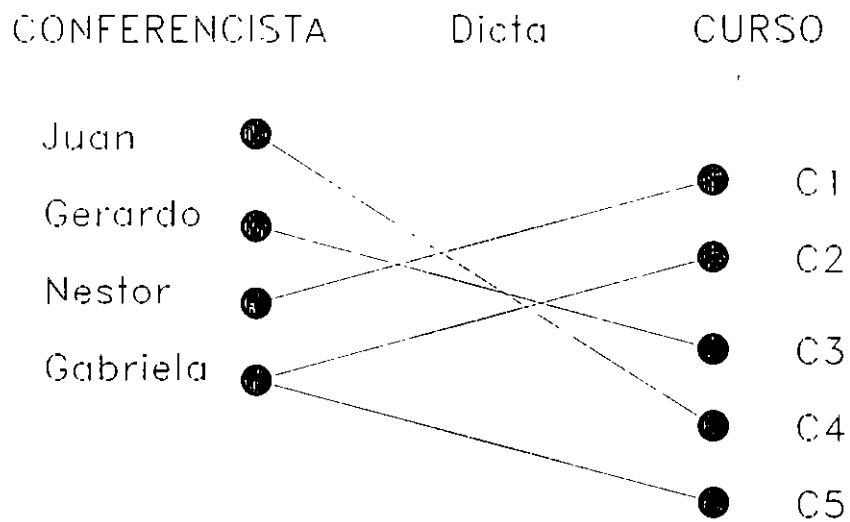 CONFERENCISTA Dicta CURSO
Juan
C1
Gerardo
C2
Nestor
C3
Gabriela
C4
C5